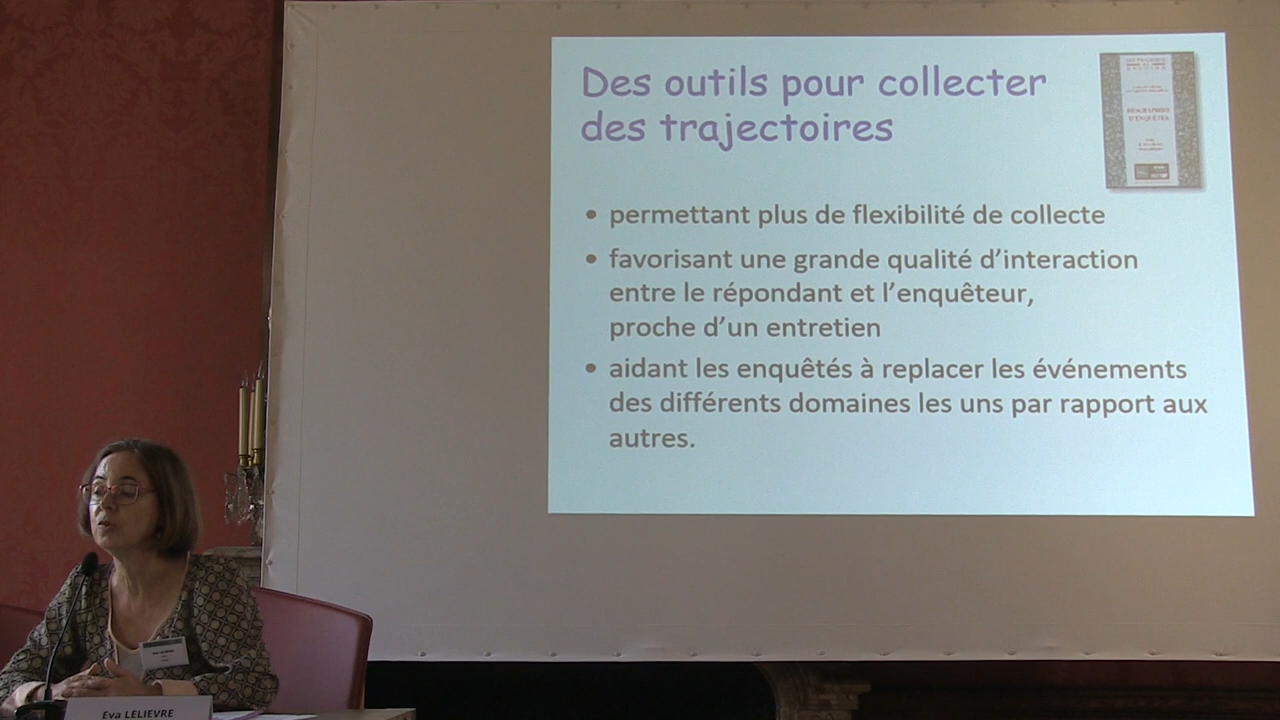 Des outils pour collecter
des trajectoires
BIOGRAPHIES
D'ENQUÊTES
• permettant plus de flexibilité de collecte
• favorisant une grande qualité d'interaction
entre le répondant et l'enquêteur,
proche d'un entretien
• aidant les enquêtés à replacer les événements
des différents domaines les uns par rapport aux
autres.
Eva LELIEVRE